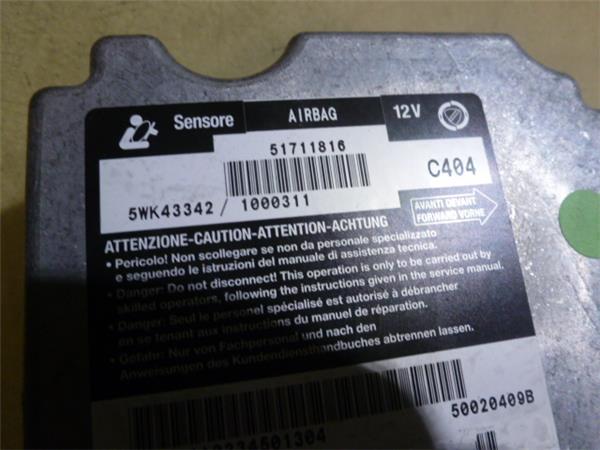 Sensore AIRBAG 12V
51711816
C404
5WK43342 / 1000311
AVANTI DEVANT
FORWARD VORNE
ATTENZIONE-CAUTION-ATTENTION-ACHTUNG
• Pericolo! Non scollegare se non da personale specializzato
e seguendo le istruzioni del manuale di assistenza tecnica.
• Danger: Do not disconnect! This operation is only to be carried out by
skilled operators, following the instructions given in the service manual.
• Danger: Seul le personel spécialisé est autorisé à débrancher
en se tenant aux instructions du manuel de réparation.
• Gefahr: Nur von Fachpersonal und nach den
Anweisungen des Kundendiensthandbuches abtrennen lassen.
50020409B